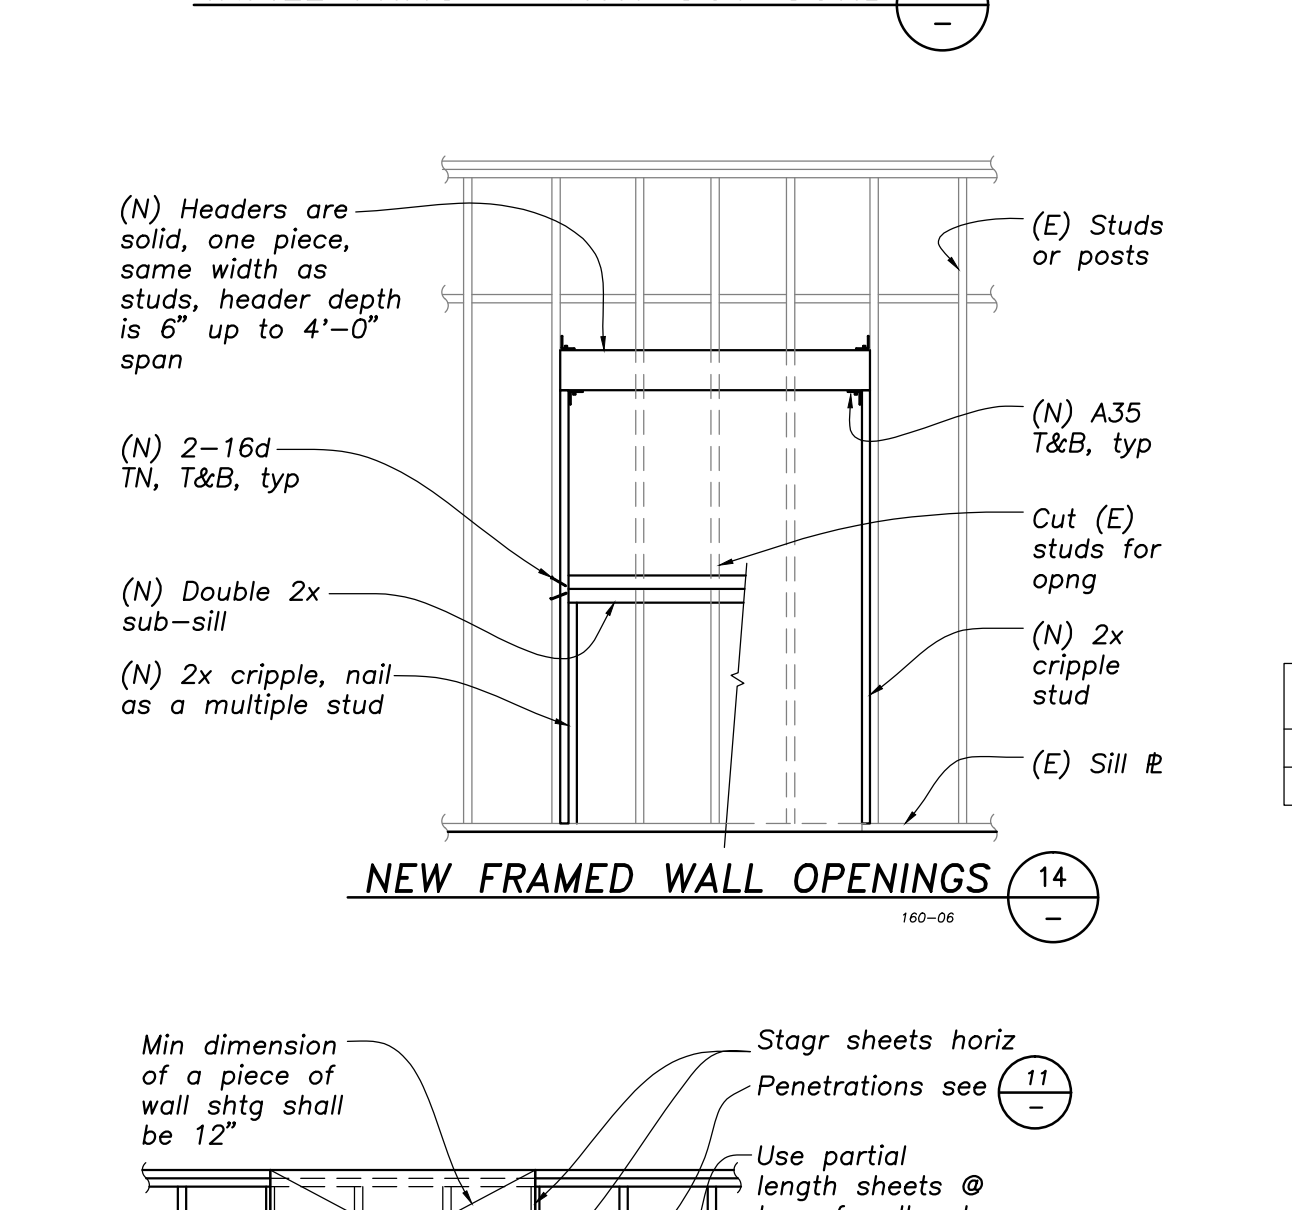 –
(N) Headers are
solid, one piece,
same width as
studs, header depth
is 6” up to 4’–0”
span
(E) Studs
or posts
(N) A35
T&B, typ
(N) 2–16d
TN, T&B, typ
Cut (E)
studs for
opng
(N) Double 2x
sub–sill
(N) 2x
cripple
stud
(N) 2x cripple, nail
as a multiple stud
(E) Sill ⅊
NEW FRAMED WALL OPENINGS
14
–
160–06
Min dimension
of a piece of
wall shtg shall
be 12”
Stagr sheets horiz
Penetrations see
11
–
Use partial
length sheets @